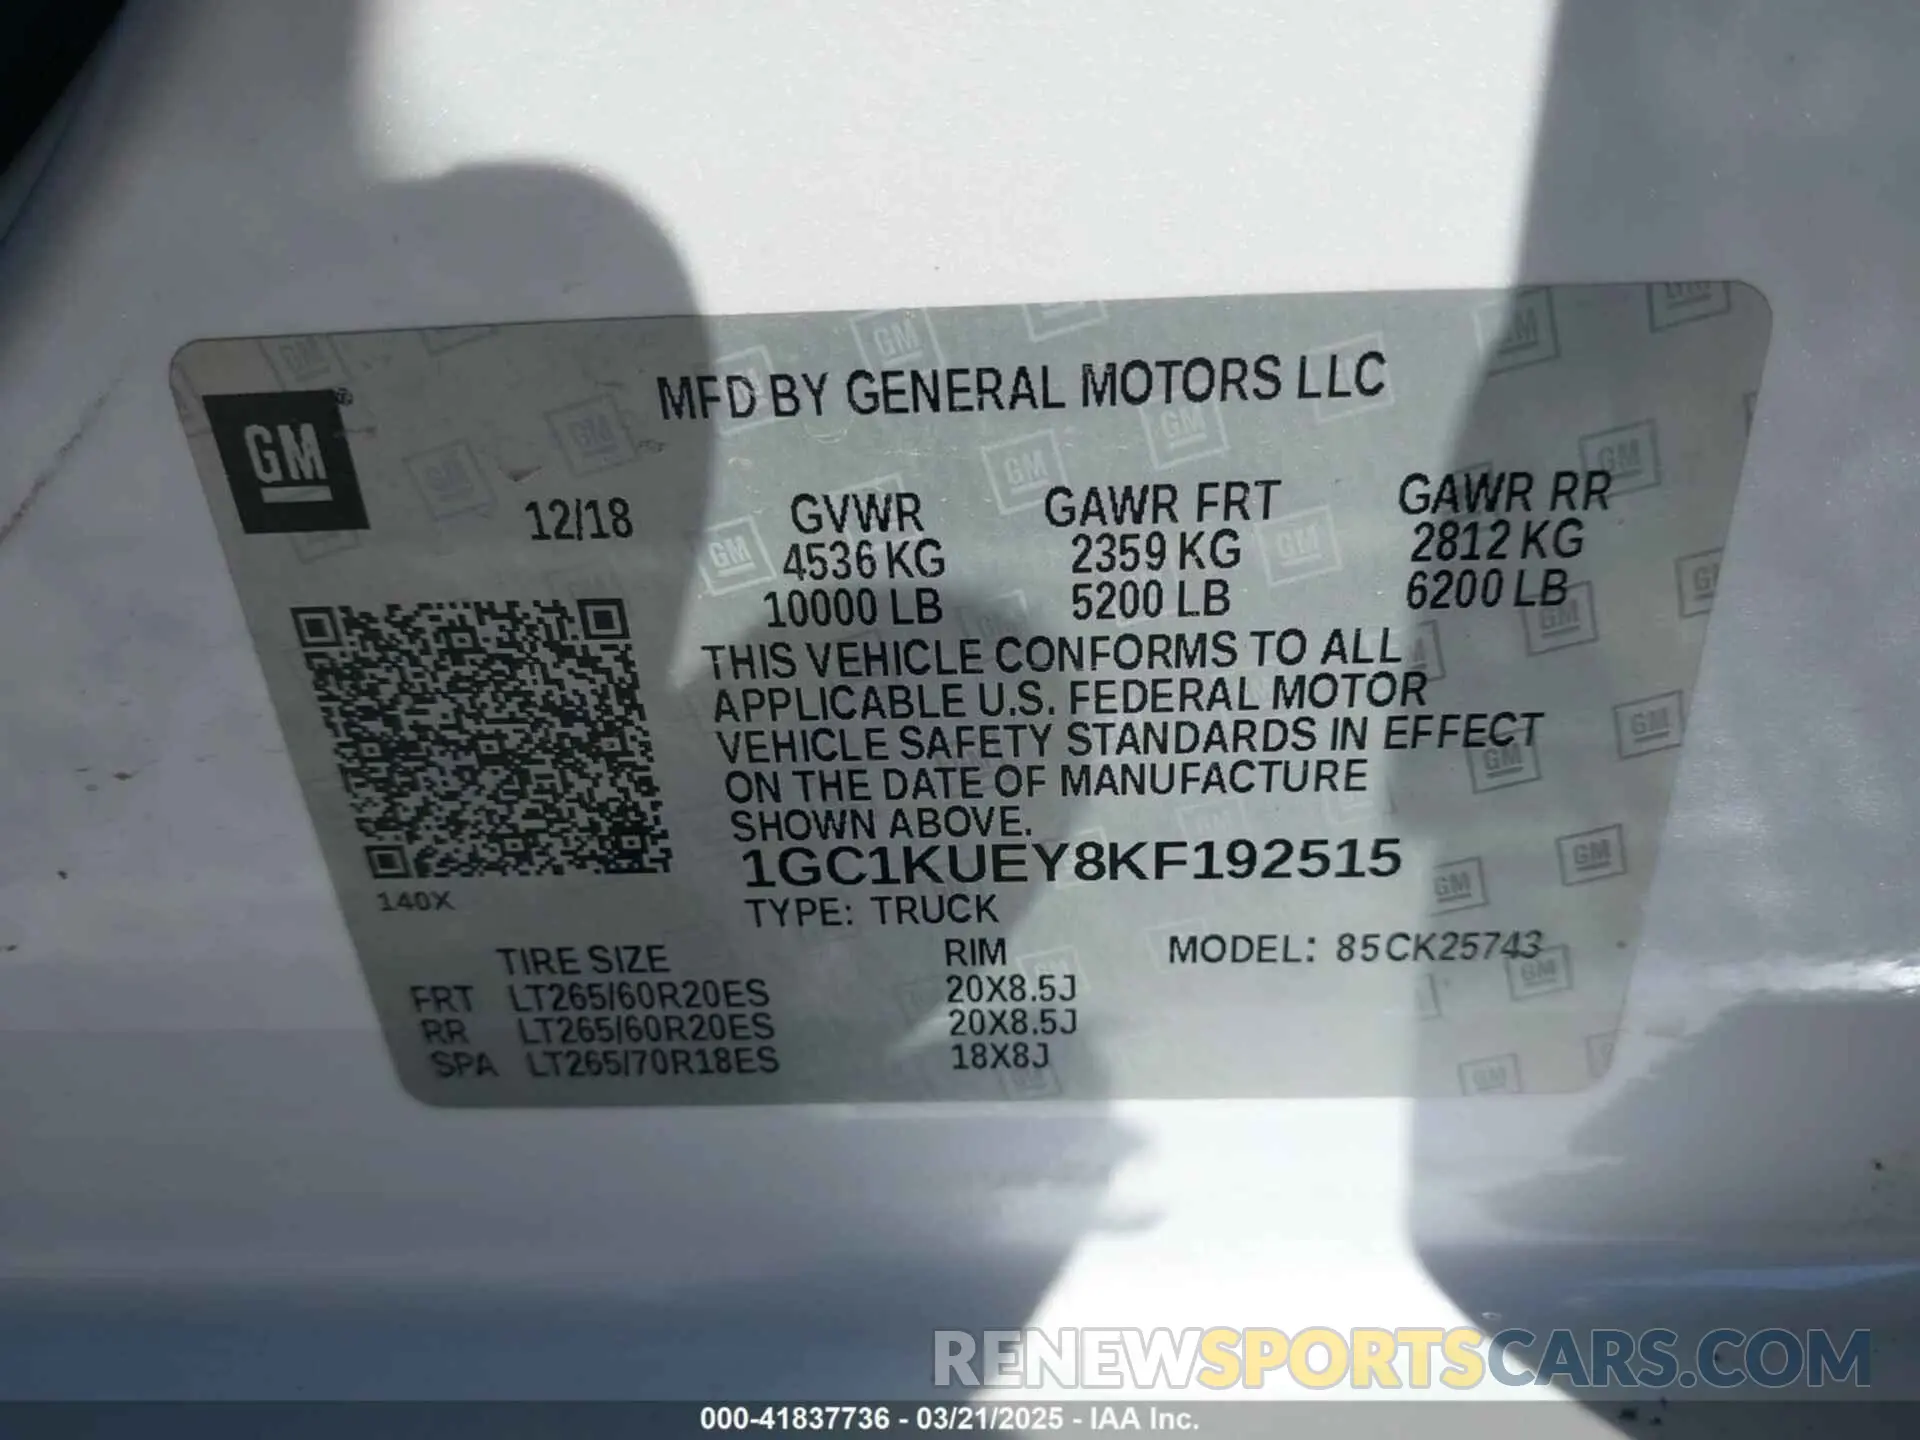 MFD BY GENERAL MOTORS LLC
GM
12/18 GVWR GAWR FRT GAWR RR
4536 KG 2359 KG 2812 KG
10000 LB 5200 LB 6200 LB
THIS VEHICLE CONFORMS TO ALL
APPLICABLE U.S. FEDERAL MOTOR
VEHICLE SAFETY STANDARDS IN EFFECT
ON THE DATE OF MANUFACTURE
SHOWN ABOVE.
1GC1KUEY8KF192515
140X
TYPE: TRUCK
TIRE SIZE RIM MODEL: 85CK25743
FRT LT265/60R20ES 20X8.5J
RR LT265/60R20ES 20X8.5J
SPA LT265/70R18ES 18X8J
RENEWSPORTSCARS.COM
000-41837736 - 03/21/2025 - IAA Inc.